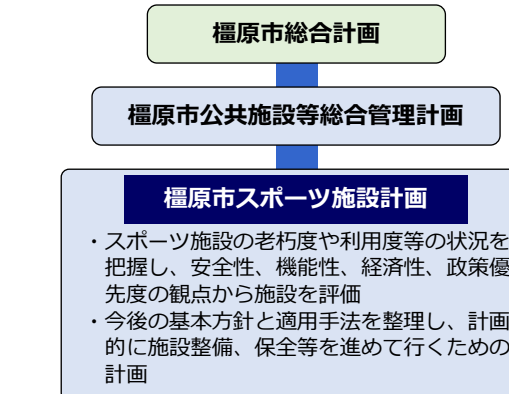 橿原市総合計画
橿原市公共施設等総合管理計画
橿原市スポーツ施設計画
・スポーツ施設の老朽度や利用度等の状況を
把握し、安全性、機能性、経済性、政策優
先度の観点から施設を評価
・今後の基本方針と適用手法を整理し、計画
的に施設整備、保全等を進めて行くための
計画